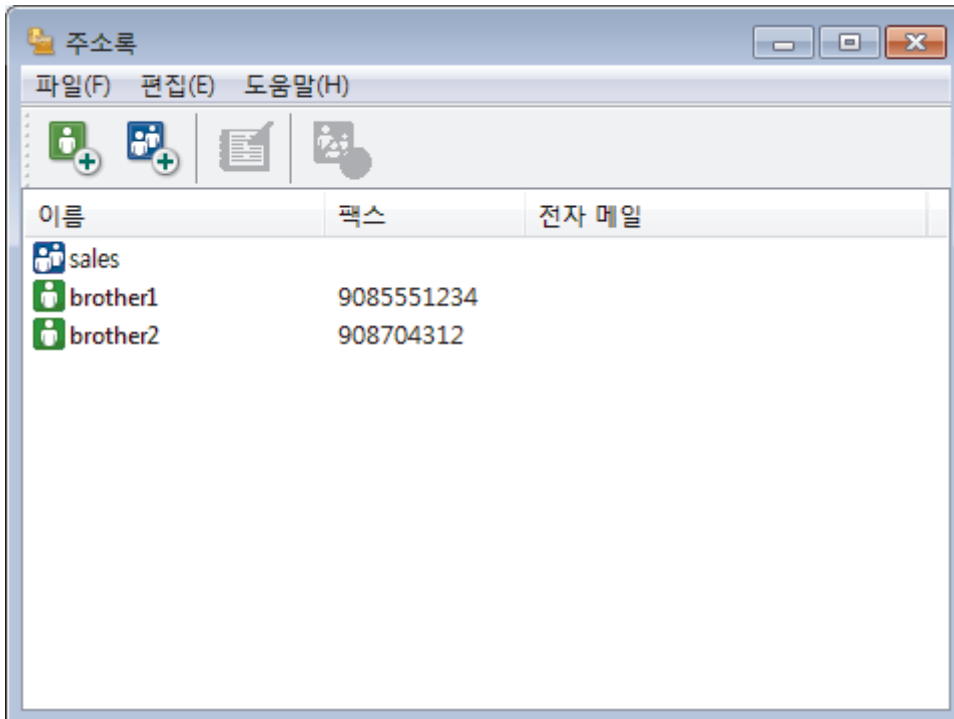 주소록
파일(F) 편집(E) 도움말(H)
이름 팩스 전자 메일
sales
brother1 9085551234
brother2 908704312